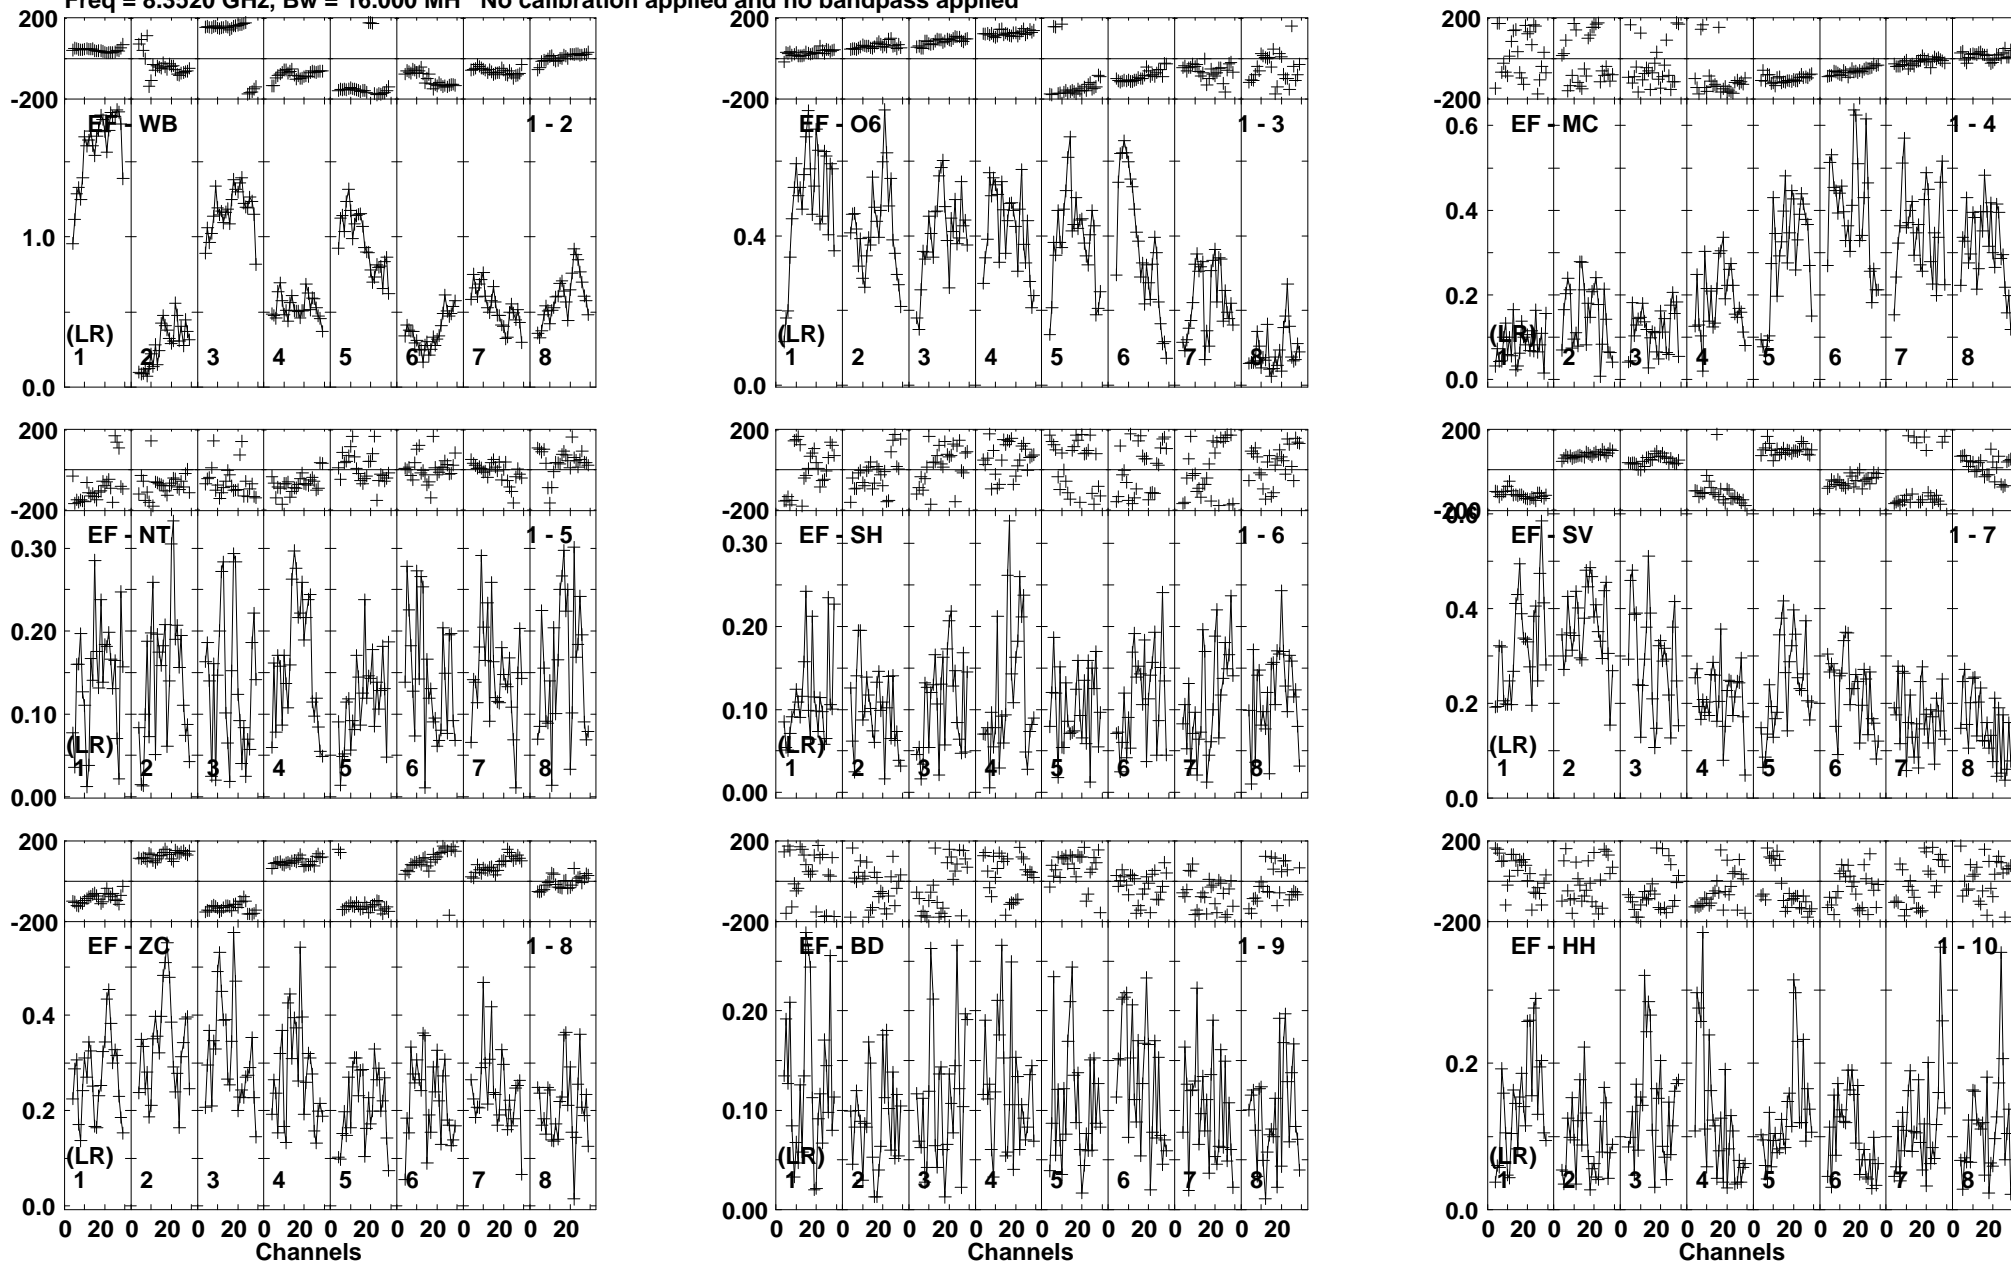 Freq = 8.3520 GHz, Bw = 16.000 MH No calibration applied and no bandpass applied
200 200 200
-200 -200 -200
EF - WB 1 - 2 EF - O6 1 - 3 EF - MC 1 - 4
0.6
1.0 0.4 0.4
0.2
(LR) (LR) (LR)
1 2 3 4 5 6 7 8 1 2 3 4 5 6 7 8 1 2 3 4 5 6 7 8
0.0 0.0 0.0
200 200 200
-200 -200 -200
0.6
EF - NT 1 - 5 EF - SH 1 - 6 EF - SV 1 - 7
0.30 0.30
0.4
0.20 0.20
0.10 0.10 0.2
(LR) (LR) (LR)
1 2 3 4 5 6 7 8 1 2 3 4 5 6 7 8 1 2 3 4 5 6 7 8
0.00 0.00 0.0
200 200 200
-200 -200 -200
EF - ZC 1 - 8 EF - BD 1 - 9 EF - HH 1 - 10
0.4 0.20
0.2 0.10 0.2
(LR) (LR) (LR)
1 2 3 4 5 6 7 8 1 2 3 4 5 6 7 8 1 2 3 4 5 6 7 8
0.0 0.00 0.0
0 20 0 20 0 20 0 20 0 20 0 20 0 20 0 20 0 20 0 20 0 20 0 20 0 20 0 20 0 20 0 20 0 20 0 20 0 20 0 20 0 20 0 20 0 20 0 20
Channels Channels Channels